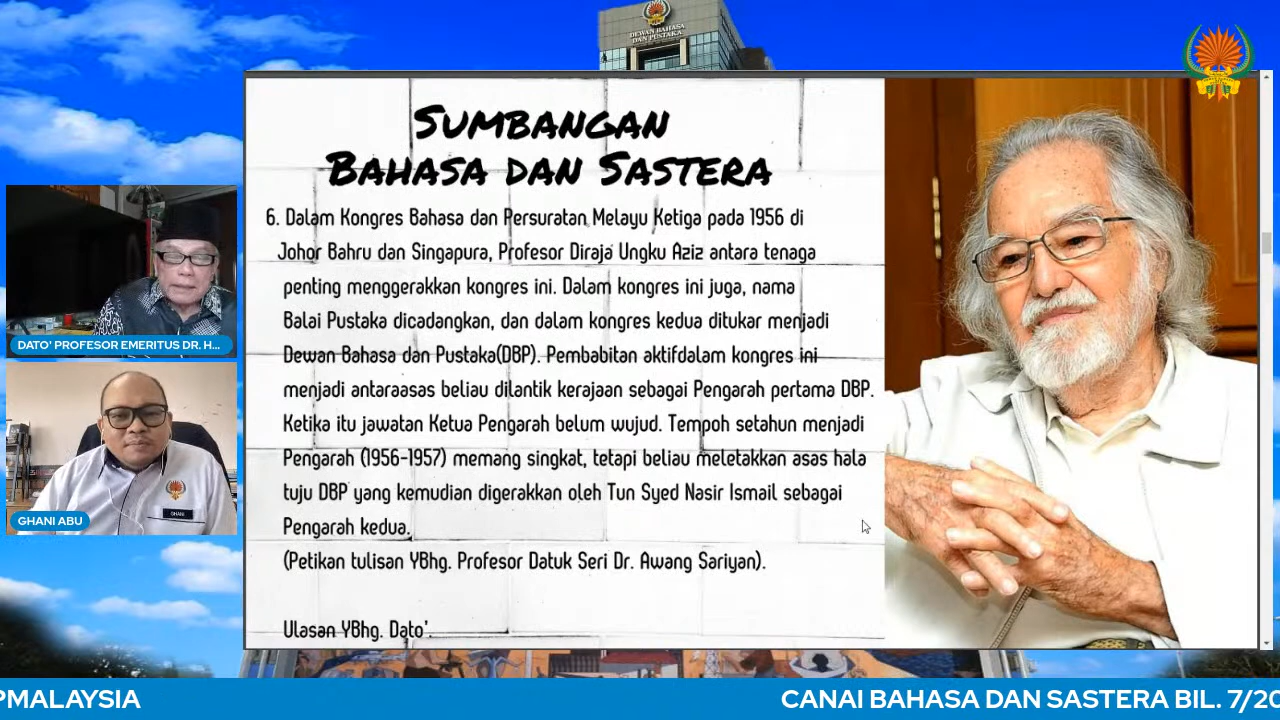 DEWAN BAHASA
DAN PUSTAKA
SUMBANGAN
BAHASA DAN SASTERA
6. Dalam Kongres Bahasa dan Persuratan Melayu Ketiga pada 1956 di
Johor Bahru dan Singapura, Profesor Diraja Ungku Aziz antara tenaga
penting menggerakkan kongres ini. Dalam kongres ini juga, nama
Balai Pustaka dicadangkan, dan dalam kongres kedua ditukar menjadi
Dewan Bahasa dan Pustaka(DBP). Pembabitan aktifdalam kongres ini
menjadi antaraasas beliau dilantik kerajaan sebagai Pengarah pertama DBP.
Ketika itu jawatan Ketua Pengarah belum wujud. Tempoh setahun menjadi
Pengarah (1956-1957) memang singkat, tetapi beliau meletakkan asas hala
tuju DBP yang kemudian digerakkan oleh Tun Syed Nasir Ismail sebagai
Pengarah kedua.
(Petikan tulisan YBhg. Profesor Datuk Seri Dr. Awang Sariyan).
Ulasan YBhg. Dato'.
DATO' PROFESOR EMERITUS DR. H...
GHANI
GHANI ABU
PMALAYSIA
CANAI BAHASA DAN SASTERA BIL. 7/20